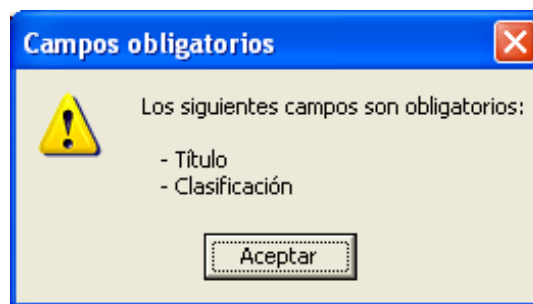 Campos obligatorios
Los siguientes campos son obligatorios:
- Título
- Clasificación
Aceptar